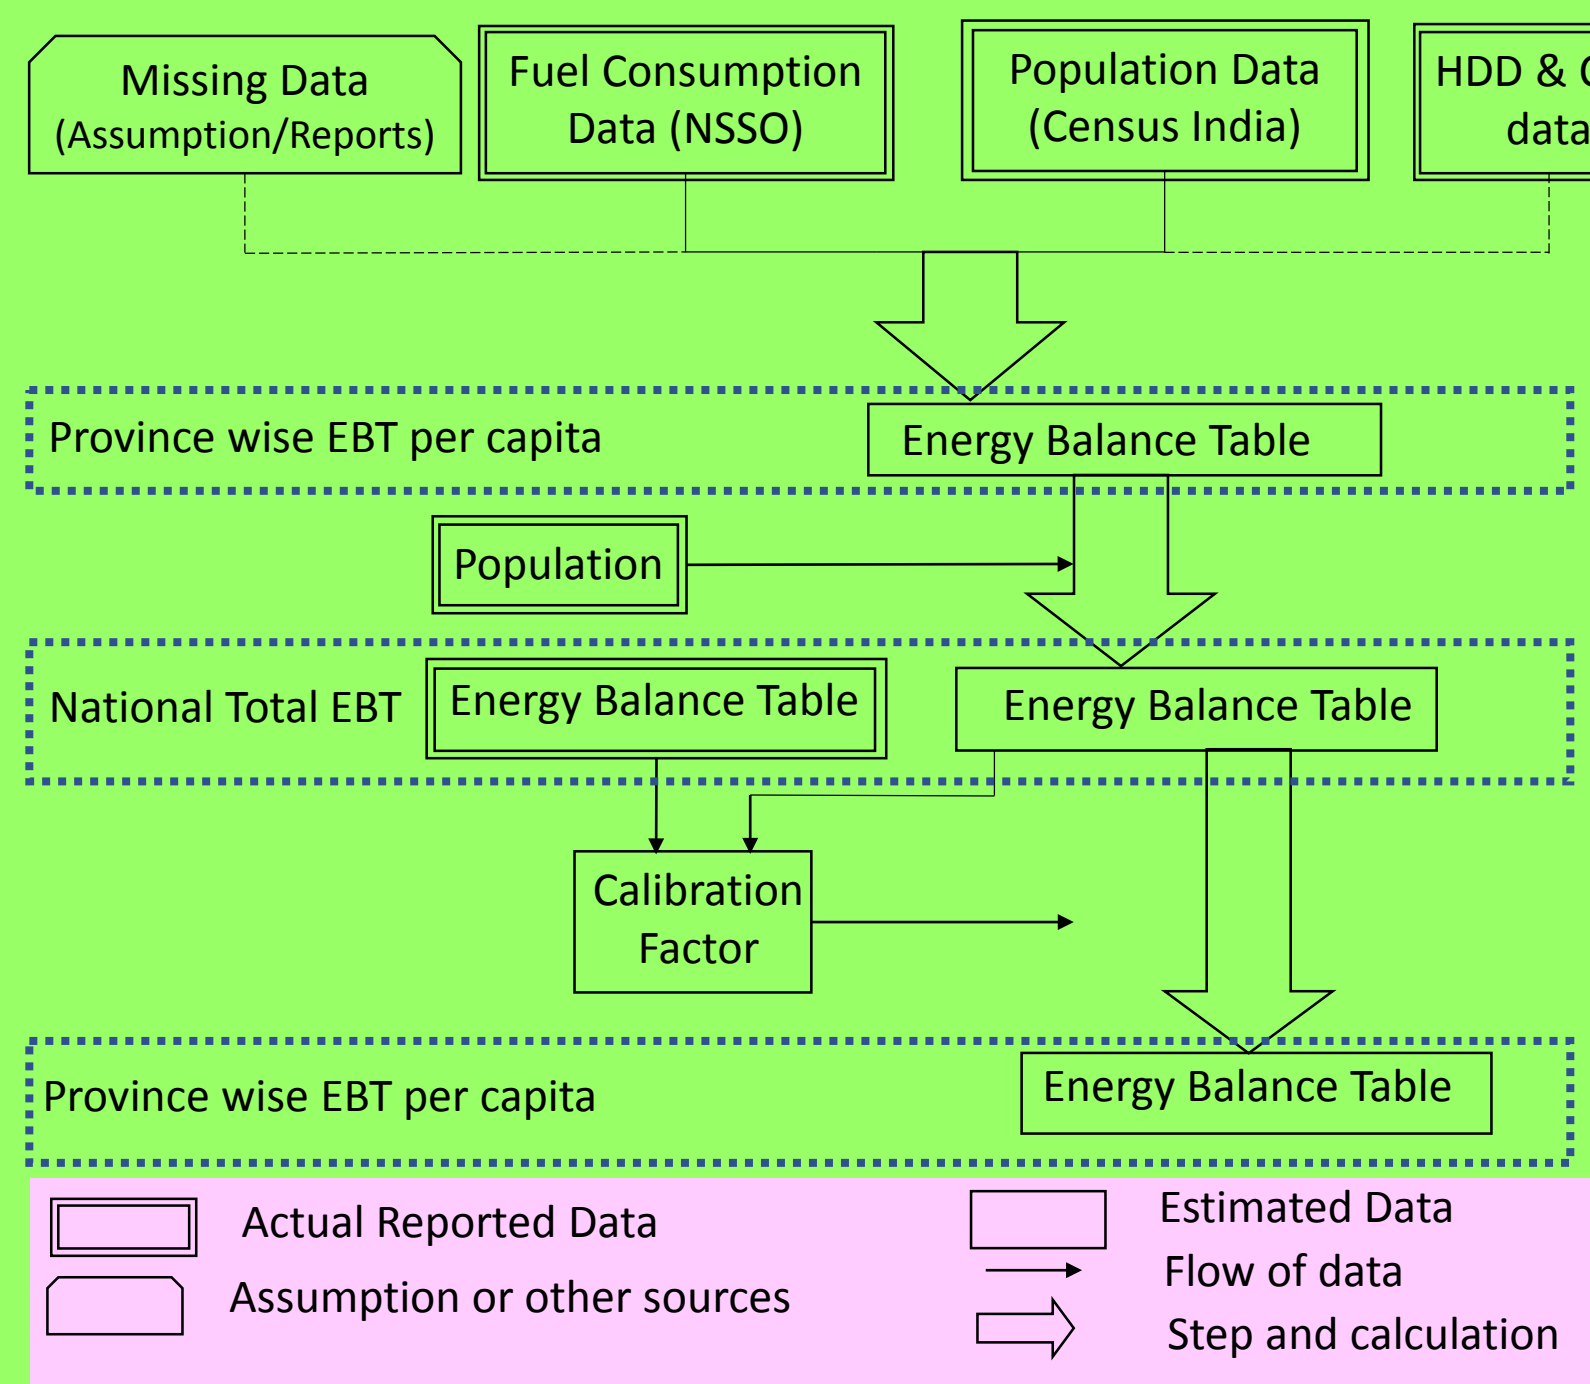 Missing Data
(Assumption/Reports)
Fuel Consumption
Data (NSSO)
Population Data
(Census India)
HDD &
data
Province wise EBT per capita
Energy Balance Table
Population
National Total EBT
Energy Balance Table
Energy Balance Table
Calibration
Factor
Province wise EBT per capita
Energy Balance Table
Actual Reported Data
Assumption or other sources
Estimated Data
Flow of data
Step and calculation